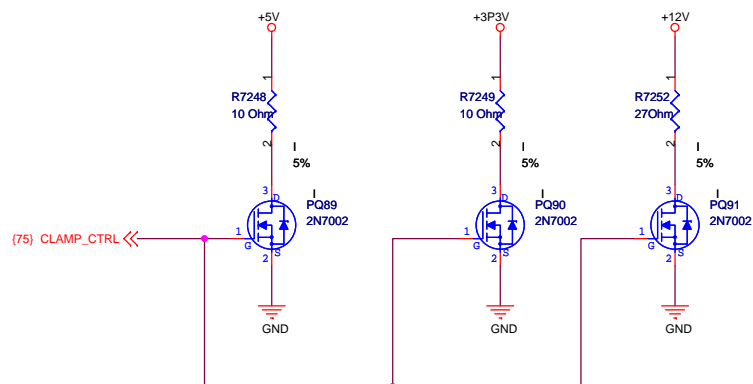 +5V
+3P3V
+12V
1
1
1
R7248
10 Ohm
R7249
10 Ohm
R7252
27Ohm
2
I
5%
2
I
5%
2
I
5%
3
D
I
PQ89
2N7002
3
D
I
PQ90
2N7002
3
D
I
PQ91
2N7002
{75} CLAMP_CTRL
1
G
S
2
1
G
S
2
1
G
S
2
GND
GND
GND